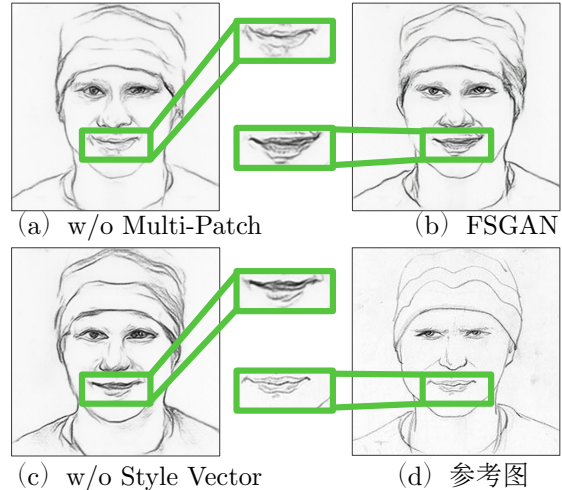 (a) w/o Multi-Patch
(b) FSGAN
(c) w/o Style Vector
(d) 参考图